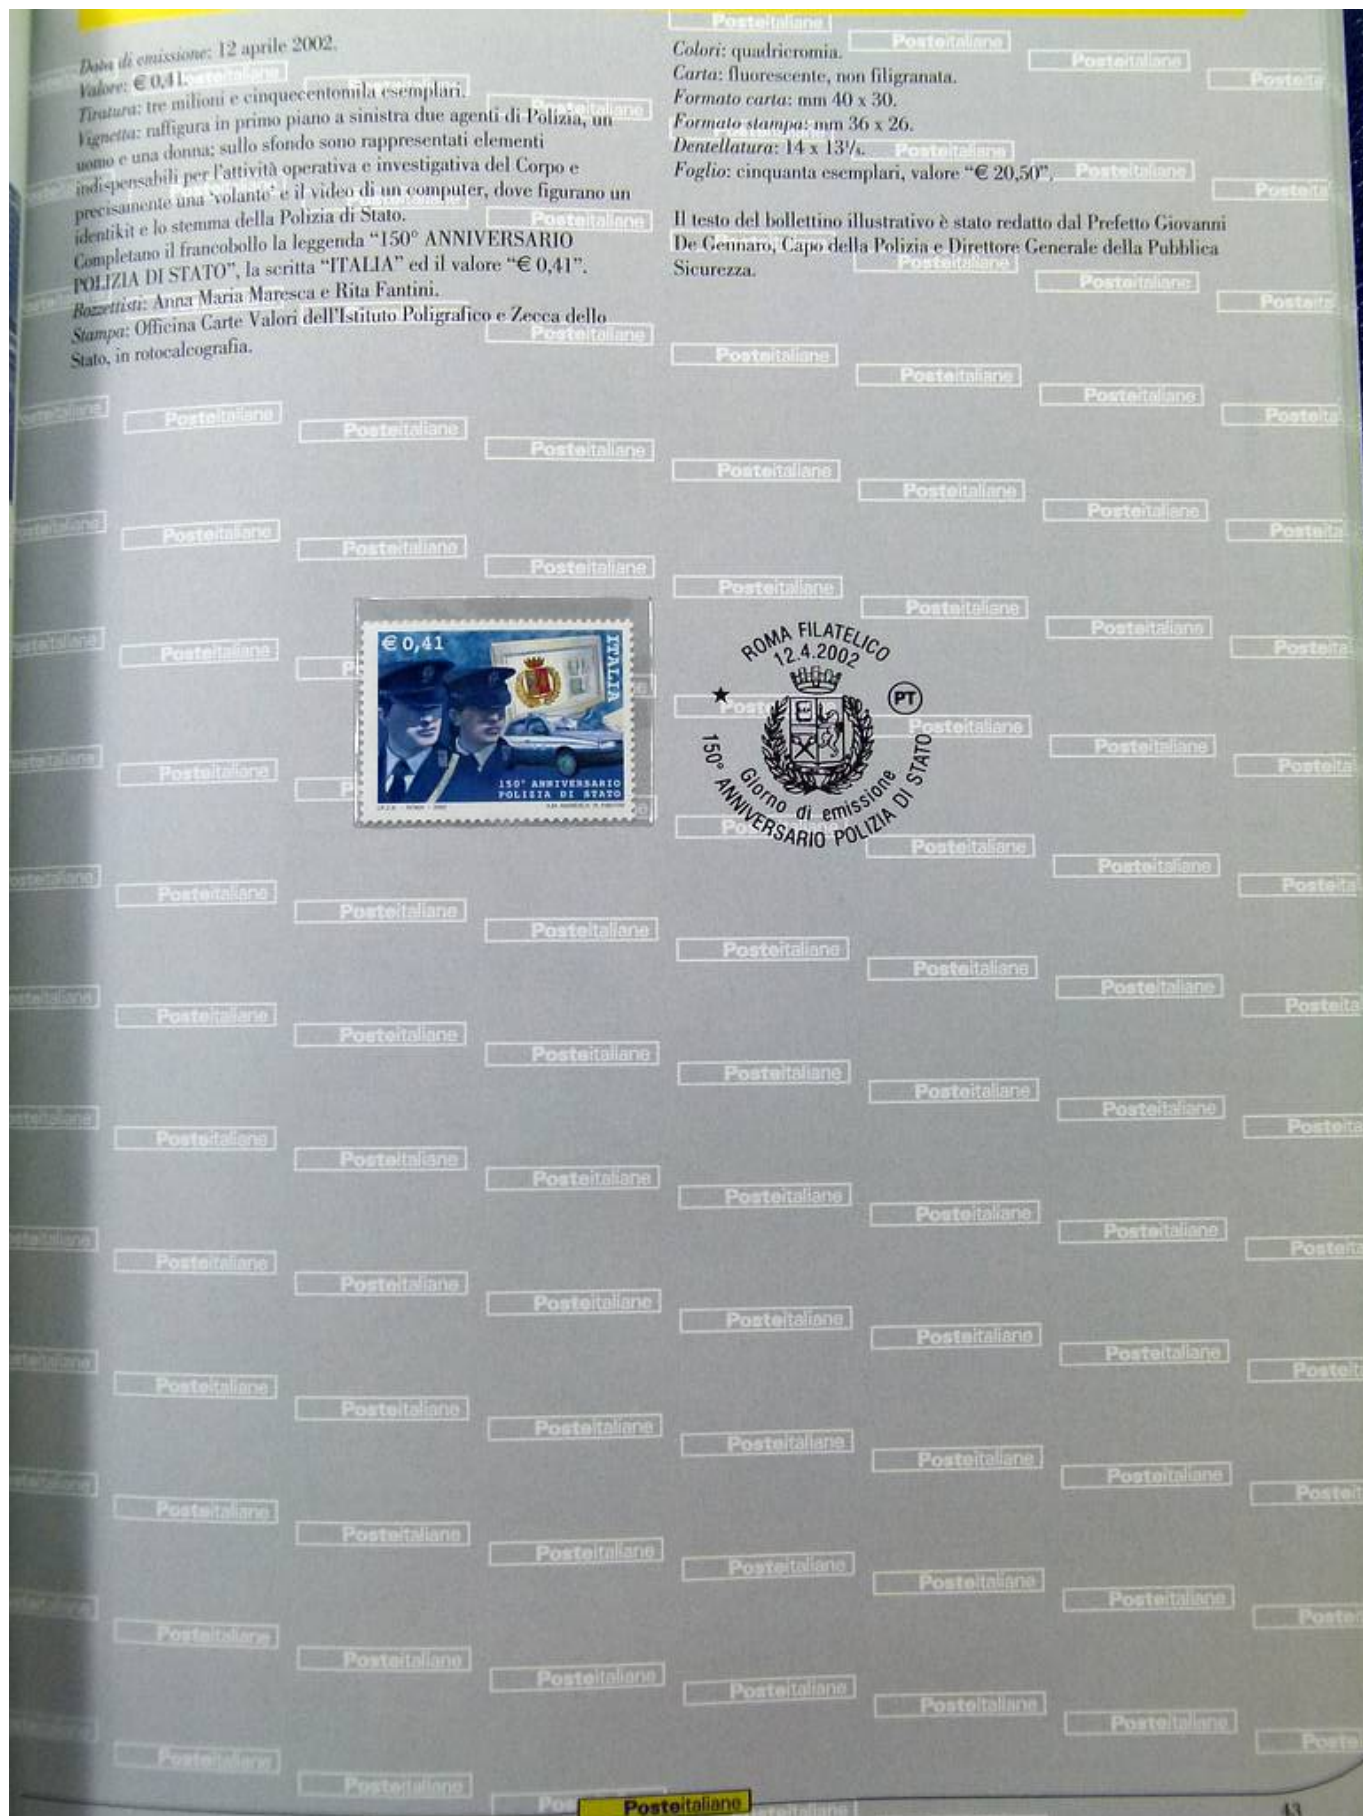 Data di emissione: 12 aprile 2002.
Valore: € 0,41.
Tiratura: tre milioni e cinquecentomila esemplari.
Vignetta: raffigura in primo piano a sinistra due agenti di Polizia, un
uomo e una donna; sullo sfondo sono rappresentati elementi
indispensabili per l'attività operativa e investigativa del Corpo e
precisamente una "volante" e il video di un computer, dove figurano un
identikit e lo stemma della Polizia di Stato.
Completano il francobollo la leggenda "150° ANNIVERSARIO
POLIZIA DI STATO", la scritta "ITALIA" ed il valore "€ 0,41".
Bozzettisti: Anna Maria Maresca e Rita Fantini.
Stampa: Officina Carte Valori dell'Istituto Poligrafico e Zecca dello
Stato, in rotocalcografia.
Colori: quadricromia.
Carta: fluorescente, non filigranata.
Formato carta: mm 40 x 30.
Formato stampa: mm 36 x 26.
Dentellatura: 14 x 13¹/₄.
Foglio: cinquanta esemplari, valore "€ 20,50".
Il testo del bollettino illustrativo è stato redatto dal Prefetto Giovanni
De Gennaro, Capo della Polizia e Direttore Generale della Pubblica
Sicurezza.
€ 0,41
ITALIA
150° ANNIVERSARIO
POLIZIA DI STATO
ROMA FILATELICO
12.4.2002
PT
Giorno di emissione
150° ANNIVERSARIO POLIZIA DI STATO
Posteitaliane
43